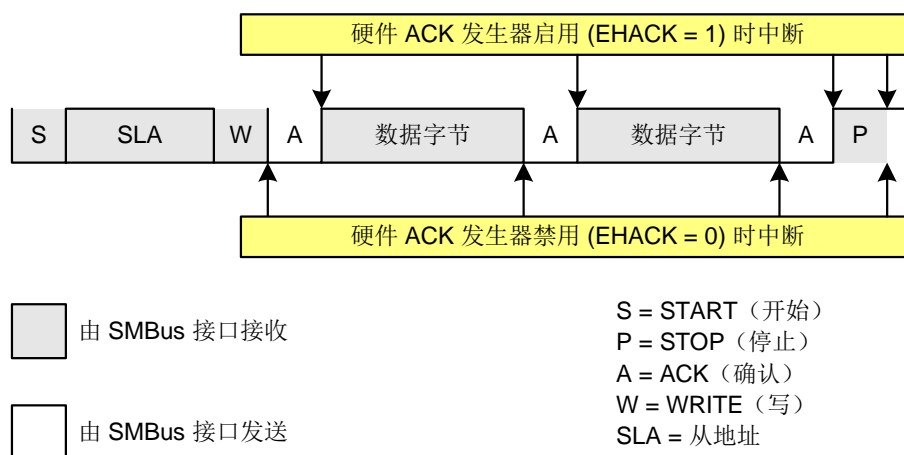 硬件 ACK 发生器启用 (EHACK = 1) 时中断
S SLA W A 数据字节 A 数据字节 A P
硬件 ACK 发生器禁用 (EHACK = 0) 时中断
由 SMBus 接口接收
由 SMBus 接口发送
S = START（开始）
P = STOP（停止）
A = ACK（确认）
W = WRITE（写）
SLA = 从地址